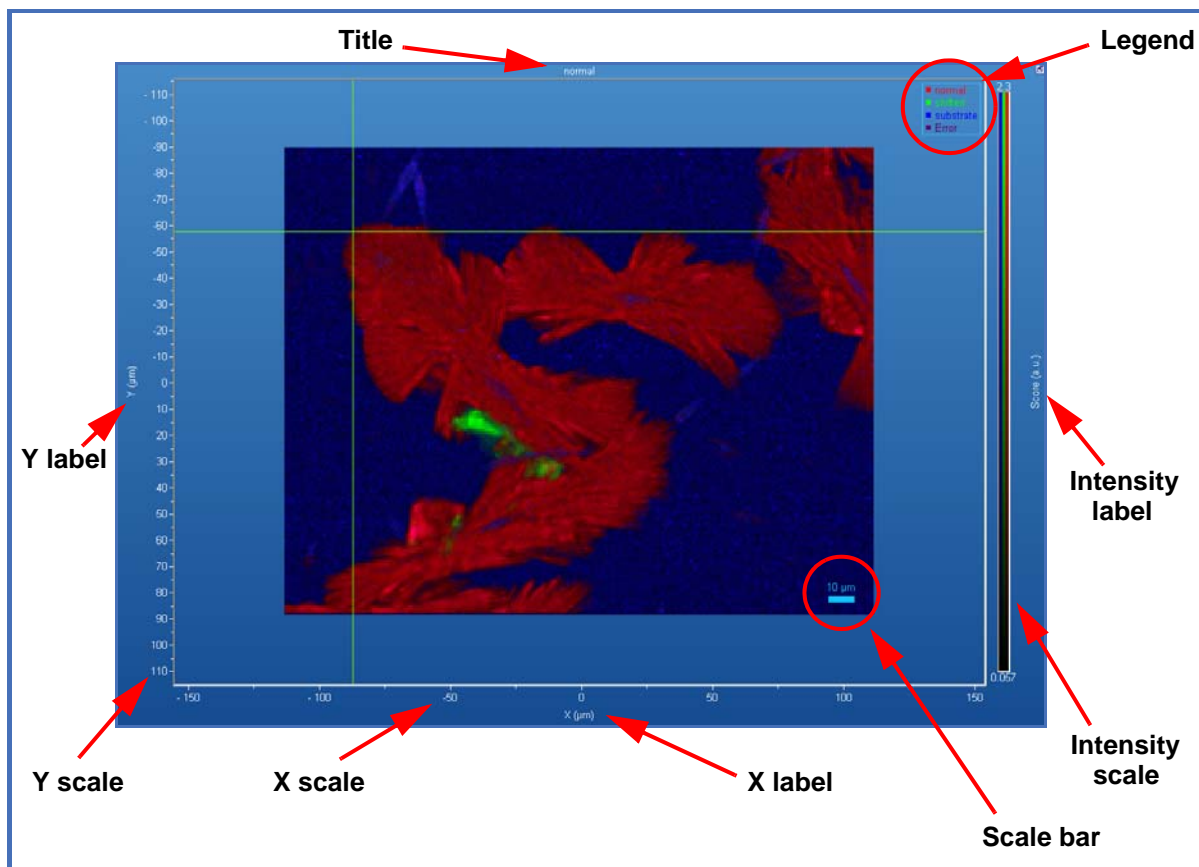 Title
Legend
normal
2.3
normal
shifted
substrate
Error
- 110
- 100
-90
-80
-70
-60
-50
-40
-30
-20
-10
0
10
20
30
40
50
60
70
80
90
100
110
Y (µm)
Score (a.u.)
Y label
Intensity
label
10 µm
0.057
- 150
- 100
-50
0
50
100
150
X (µm)
Y scale
X scale
X label
Intensity
scale
Scale bar